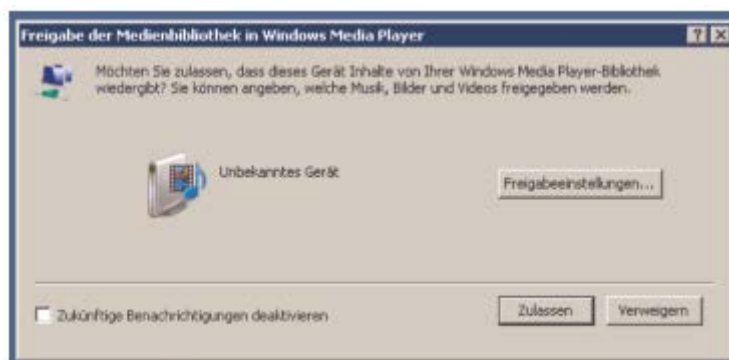 Freigabe der Medienbibliothek in Windows Media Player
Möchten Sie zulassen, dass dieses Gerät Inhalte von Ihrer Windows Media Player-Bibliothek
wiedergibt? Sie können angeben, welche Musik, Bilder und Videos freigegeben werden.
Unbekanntes Gerät
Freigabeeinstellungen...
Zukünftige Benachrichtigungen deaktivieren
Zulassen
Verweigern